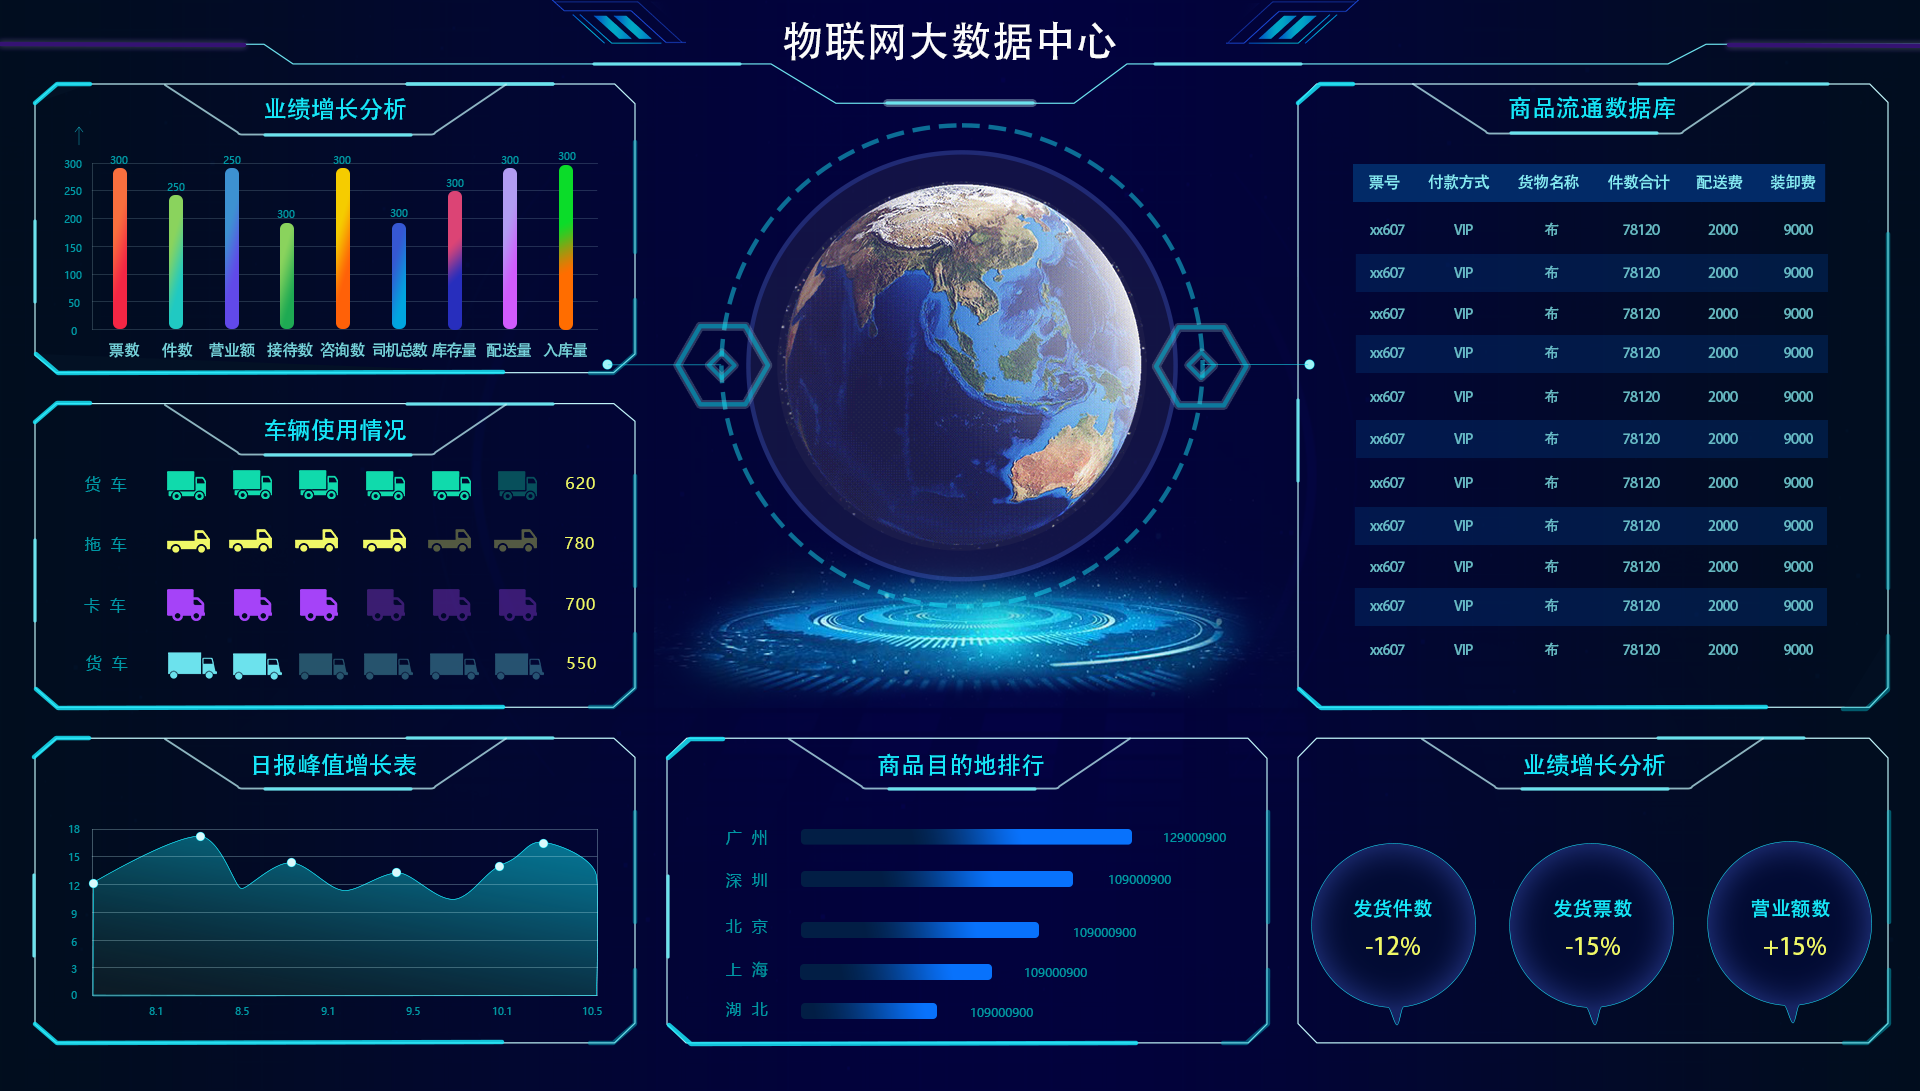 物联网大数据中心
业绩增长分析
300 250 250 300 300 300 300 300 300
300
250
200
150
100
50
0
票数 件数 营业额 接待数 咨询数 司机总数 库存量 配送量 入库量
车辆使用情况
货车 620
拖车 780
卡车 700
货车 550
日报峰值增长表
18
15
12
9
6
3
0
8.1 8.5 9.1 9.5 10.1 10.5
商品目的地排行
广州 129000900
深圳 109000900
北京 109000900
上海 109000900
湖北 109000900
商品流通数据库
票号 付款方式 货物名称 件数合计 配送费 装卸费
xx607 VIP 布 78120 2000 9000
xx607 VIP 布 78120 2000 9000
xx607 VIP 布 78120 2000 9000
xx607 VIP 布 78120 2000 9000
xx607 VIP 布 78120 2000 9000
xx607 VIP 布 78120 2000 9000
xx607 VIP 布 78120 2000 9000
xx607 VIP 布 78120 2000 9000
xx607 VIP 布 78120 2000 9000
xx607 VIP 布 78120 2000 9000
xx607 VIP 布 78120 2000 9000
业绩增长分析
发货件数
-12%
发货票数
-15%
营业额数
+15%